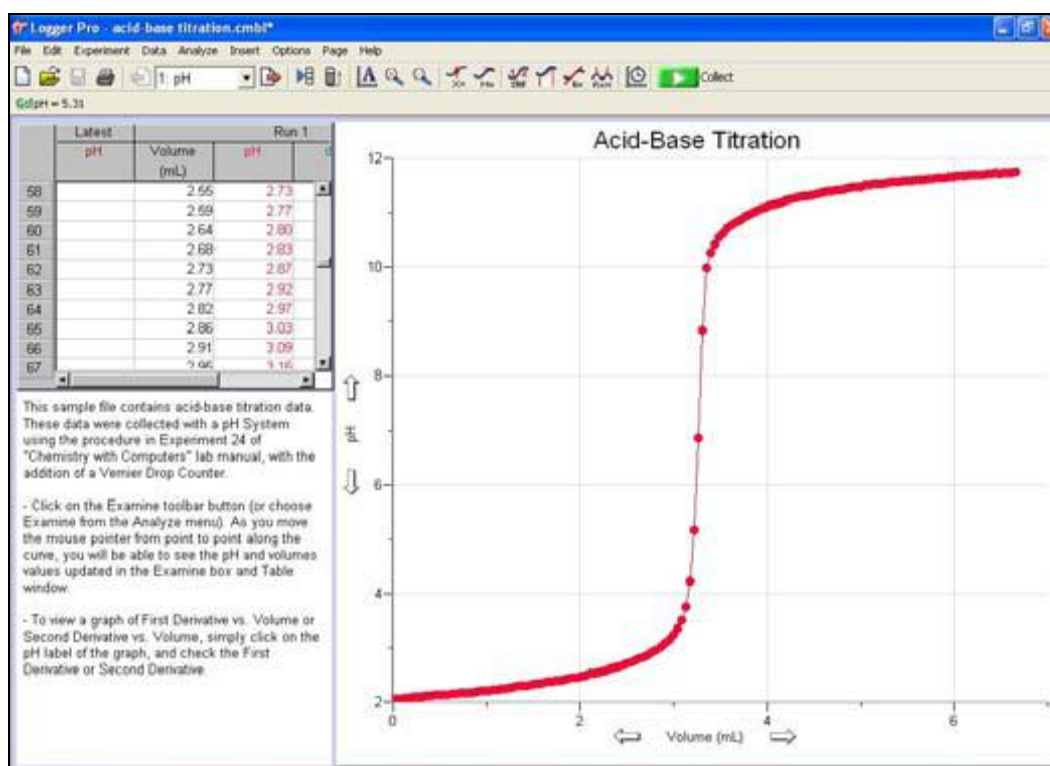 Logger Pro - acid-base titration.cmbl*
File Edit Experiment Data Analyze Insert Options Page Help
1: pH
Collect
pH = 5.31
Latest Run 1
pH Volume pH
(mL)
58 2.55 2.73
59 2.59 2.77
60 2.64 2.80
61 2.68 2.83
62 2.73 2.87
63 2.77 2.92
64 2.82 2.97
65 2.86 3.03
66 2.91 3.09
67 2.95 3.16
This sample file contains acid-base titration data.
These data were collected with a pH System
using the procedure in Experiment 24 of
"Chemistry with Computers" lab manual, with the
addition of a Vernier Drop Counter.
- Click on the Examine toolbar button (or choose
Examine from the Analyze menu). As you move
the mouse pointer from point to point along the
curve, you will be able to see the pH and volumes
values updated in the Examine box and Table
window.
- To view a graph of First Derivative vs. Volume or
Second Derivative vs. Volume, simply click on the
pH label of the graph, and check the First
Derivative or Second Derivative.
Acid-Base Titration
12
10
8
pH
6
4
2
0 2 4 6
Volume (mL)